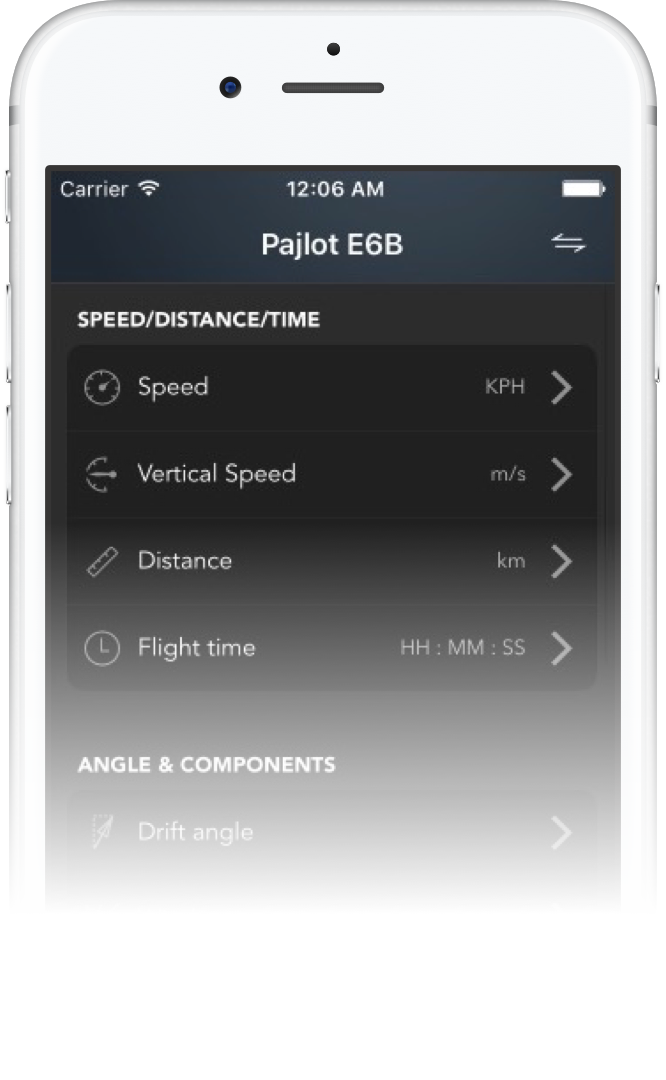 Carrier 12:06 AM
Pajlot E6B
SPEED/DISTANCE/TIME
Speed KPH
Vertical Speed m/s
Distance km
Flight time HH : MM : SS
ANGLE & COMPONENTS
Drift angle